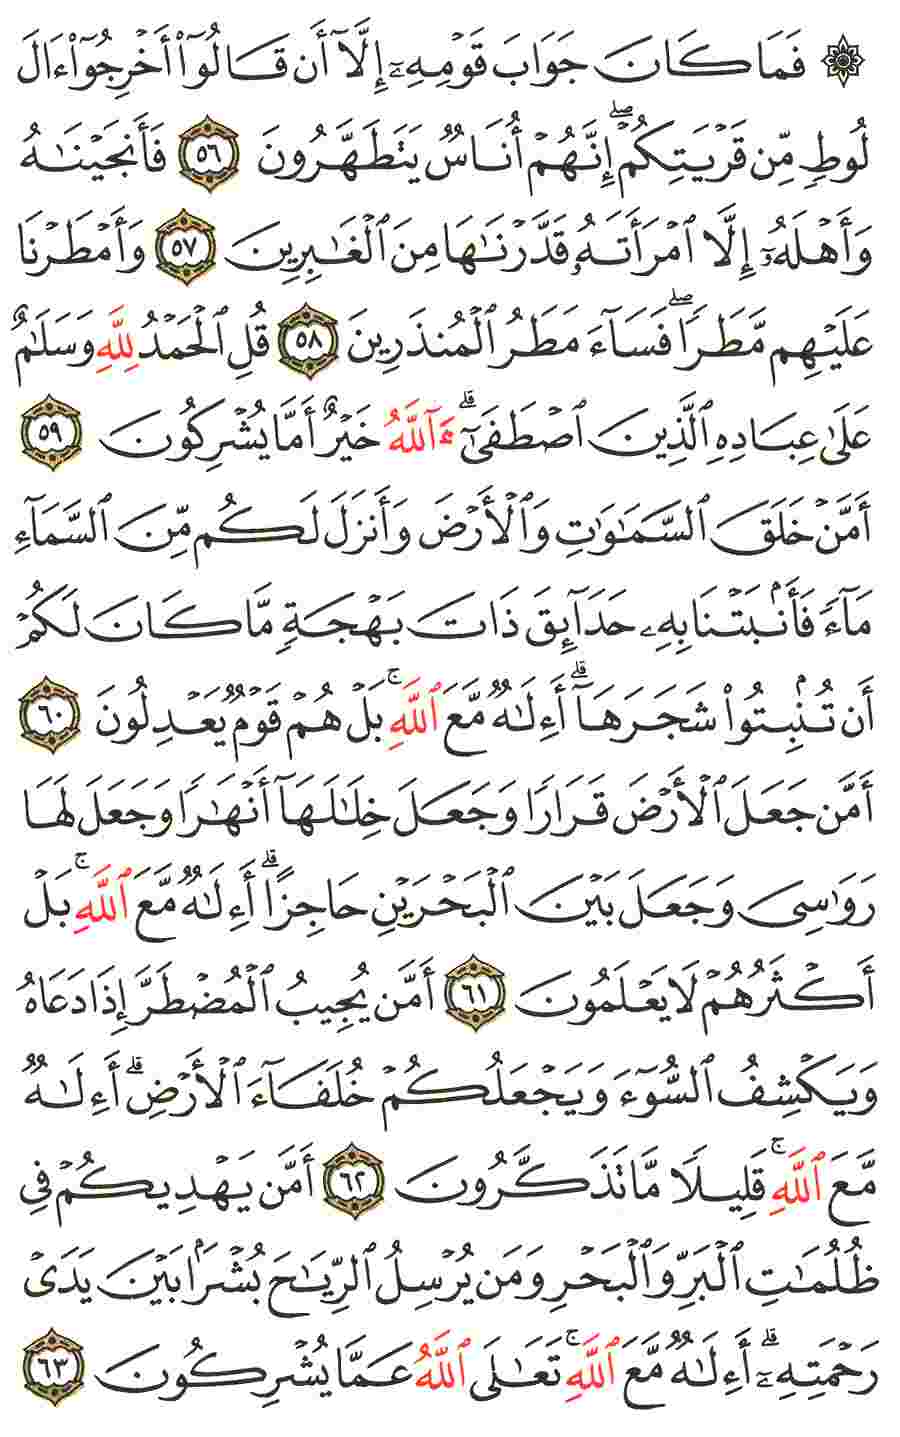 ۞ فَمَا كَانَ جَوَابَ قَوْمِهِۦٓ إِلَّآ أَن قَالُوٓا۟ أَخْرِجُوٓا۟ ءَالَ
لُوطٍ مِّن قَرْيَتِكُمْ ۖ إِنَّهُمْ أُنَاسٌ يَتَطَهَّرُونَ ٥٦ فَأَنجَيْنَٰهُ
وَأَهْلَهُۥٓ إِلَّا ٱمْرَأَتَهُۥ قَدَّرْنَٰهَا مِنَ ٱلْغَٰبِرِينَ ٥٧ وَأَمْطَرْنَا
عَلَيْهِم مَّطَرًا ۖ فَسَآءَ مَطَرُ ٱلْمُنذَرِينَ ٥٨ قُلِ ٱلْحَمْدُ لِلَّهِ وَسَلَٰمٌ
عَلَىٰ عِبَادِهِ ٱلَّذِينَ ٱصْطَفَىٰٓ ۗ ءَآللَّهُ خَيْرٌ أَمَّا يُشْرِكُونَ ٥٩
أَمَّنْ خَلَقَ ٱلسَّمَٰوَٰتِ وَٱلْأَرْضَ وَأَنزَلَ لَكُم مِّنَ ٱلسَّمَآءِ
مَآءً فَأَنۢبَتْنَا بِهِۦ حَدَآئِقَ ذَاتَ بَهْجَةٍ مَّا كَانَ لَكُمْ
أَن تُنۢبِتُوا۟ شَجَرَهَآ ۗ أَءِلَٰهٌ مَّعَ ٱللَّهِ ۚ بَلْ هُمْ قَوْمٌ يَعْدِلُونَ ٦٠
أَمَّن جَعَلَ ٱلْأَرْضَ قَرَارًا وَجَعَلَ خِلَٰلَهَآ أَنْهَٰرًا وَجَعَلَ لَهَا
رَوَٰسِىَ وَجَعَلَ بَيْنَ ٱلْبَحْرَيْنِ حَاجِزًا ۗ أَءِلَٰهٌ مَّعَ ٱللَّهِ ۚ بَلْ
أَكْثَرُهُمْ لَا يَعْلَمُونَ ٦١ أَمَّن يُجِيبُ ٱلْمُضْطَرَّ إِذَا دَعَاهُ
وَيَكْشِفُ ٱلسُّوٓءَ وَيَجْعَلُكُمْ خُلَفَآءَ ٱلْأَرْضِ ۗ أَءِلَٰهٌ
مَّعَ ٱللَّهِ ۚ قَلِيلًا مَّا تَذَكَّرُونَ ٦٢ أَمَّن يَهْدِيكُمْ فِى
ظُلُمَٰتِ ٱلْبَرِّ وَٱلْبَحْرِ وَمَن يُرْسِلُ ٱلرِّيَٰحَ بُشْرًۢا بَيْنَ يَدَىْ
رَحْمَتِهِۦٓ ۗ أَءِلَٰهٌ مَّعَ ٱللَّهِ ۚ تَعَٰلَى ٱللَّهُ عَمَّا يُشْرِكُونَ ٦٣